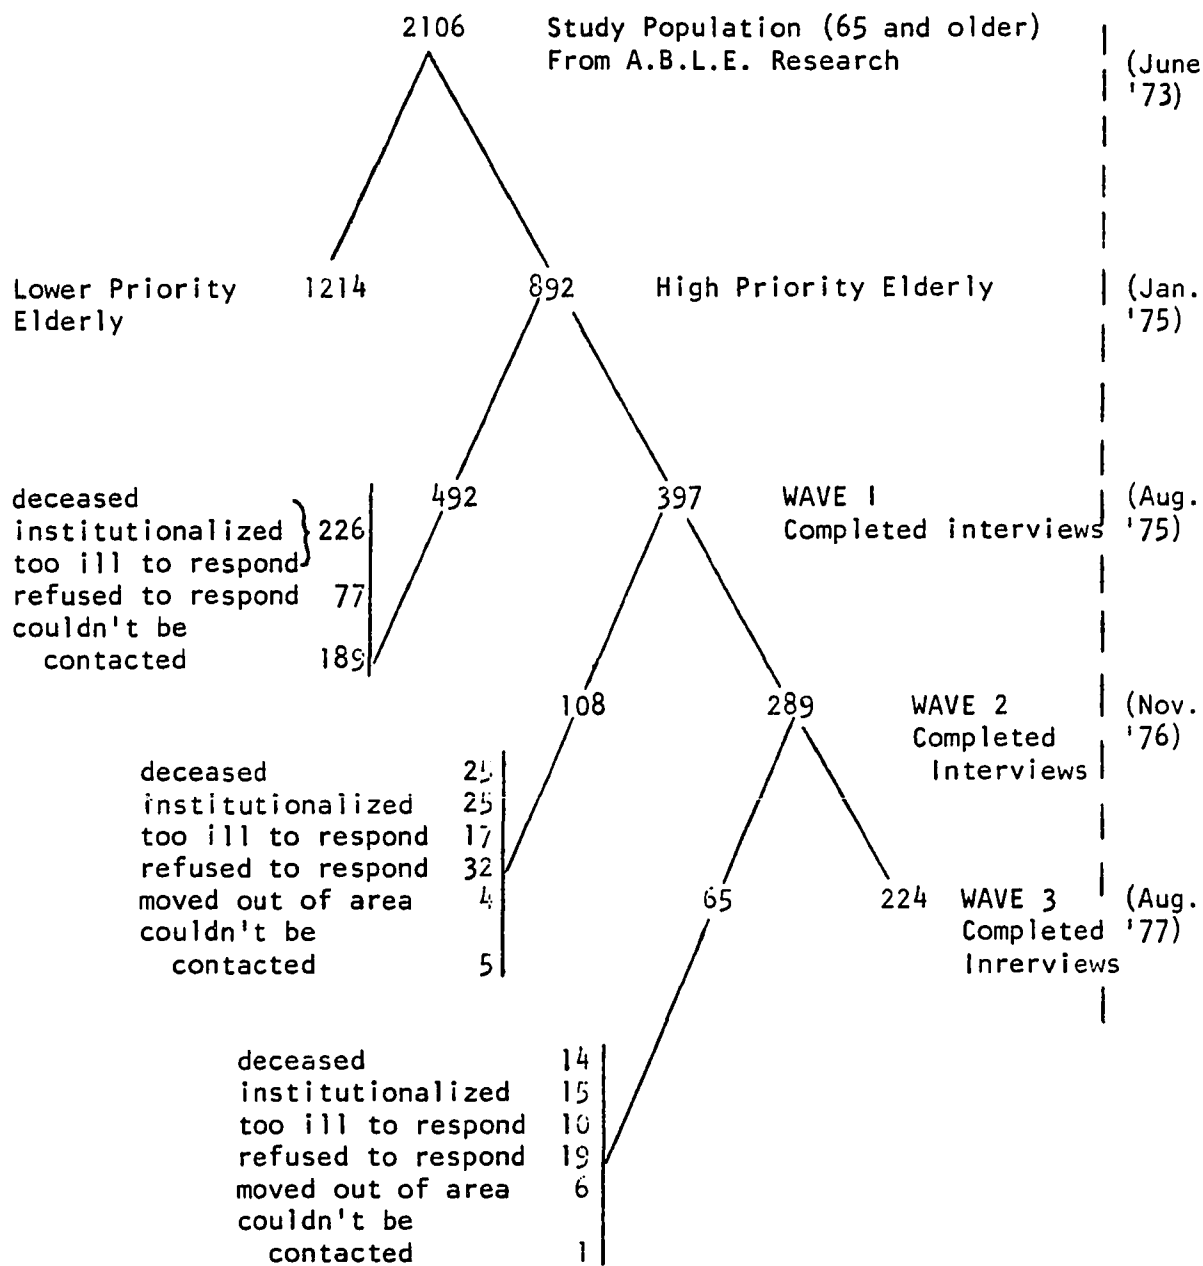 2106 Study Population (65 and older)
From A.B.L.E. Research
(June
'73)
Lower Priority 1214 892 High Priority Elderly (Jan.
Elderly '75)
deceased 492 397 WAVE 1 (Aug.
institutionalized } 226 Completed interviews '75)
too ill to respond
refused to respond 77
couldn't be
contacted 189
108 289 WAVE 2 (Nov.
Completed '76)
Interviews
deceased 25
institutionalized 25
too ill to respond 17
refused to respond 32
moved out of area 4
couldn't be
contacted 5
65 224 WAVE 3 (Aug.
Completed '77)
Inrerviews
deceased 14
institutionalized 15
too ill to respond 10
refused to respond 19
moved out of area 6
couldn't be
contacted 1